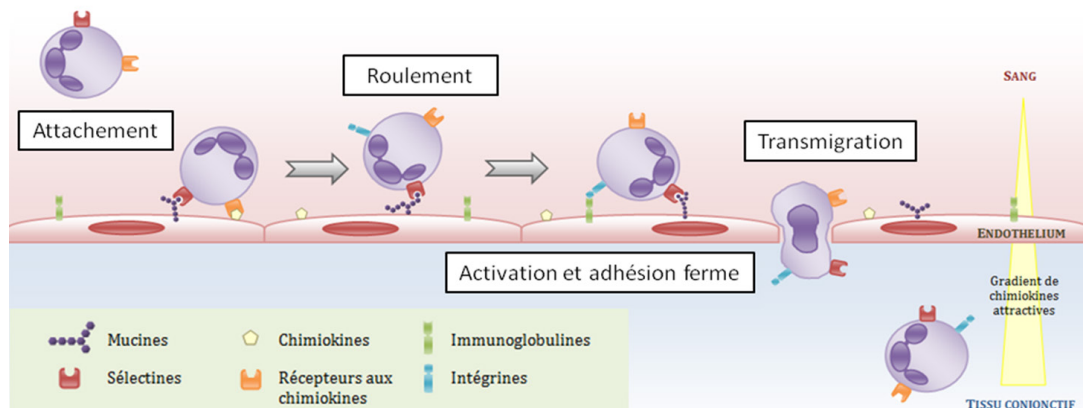 Roulement
SANG
Attachement
Transmigration
ENDOTHELIUM
Activation et adhésion ferme
Gradient de
chimiokines
attractives
Mucines
Chimiokines
Immunoglobulines
Sélectines
Récepteurs aux
chimiokines
Intégrines
TISSU CONJONCTIF